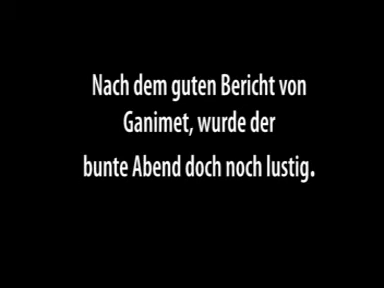 Nach dem guten Bericht von
Ganimet, wurde der
bunte Abend doch noch lustig.